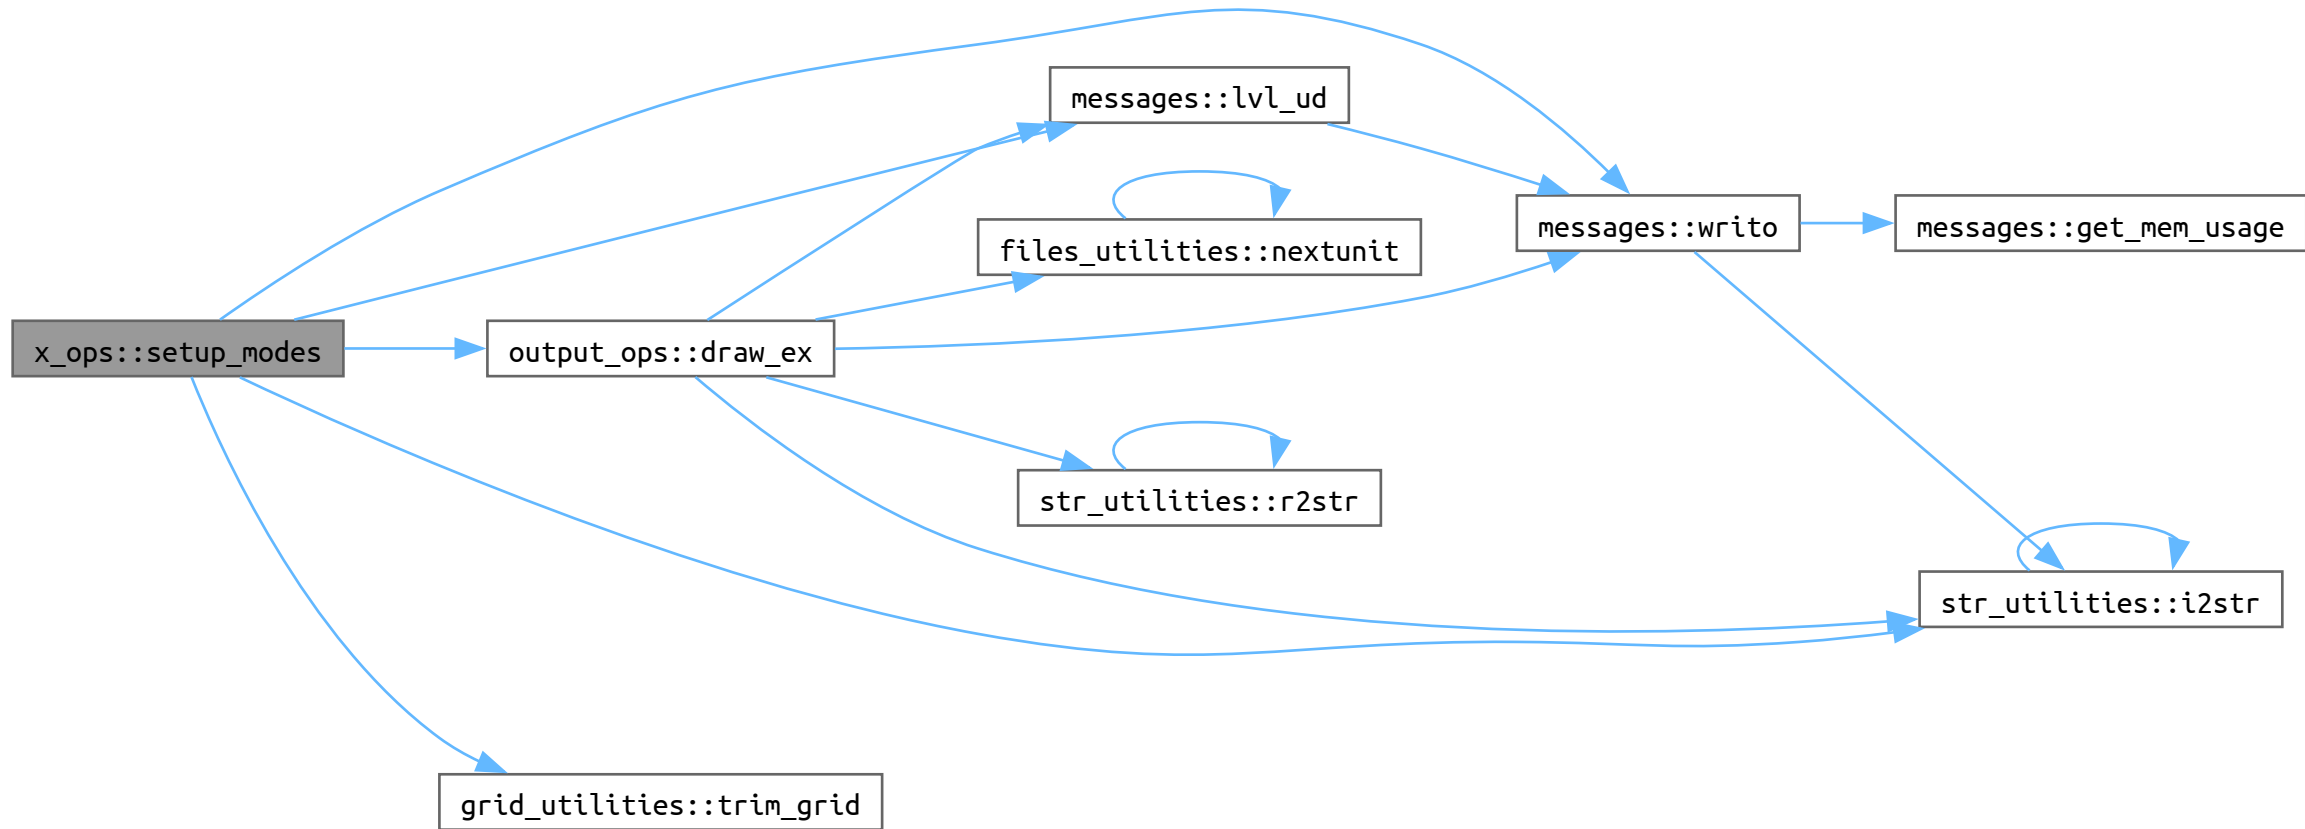 messages::lvl_ud
files_utilities::nextunit
messages::writo
messages::get_mem_usage
x_ops::setup_modes
output_ops::draw_ex
str_utilities::r2str
str_utilities::i2str
grid_utilities::trim_grid